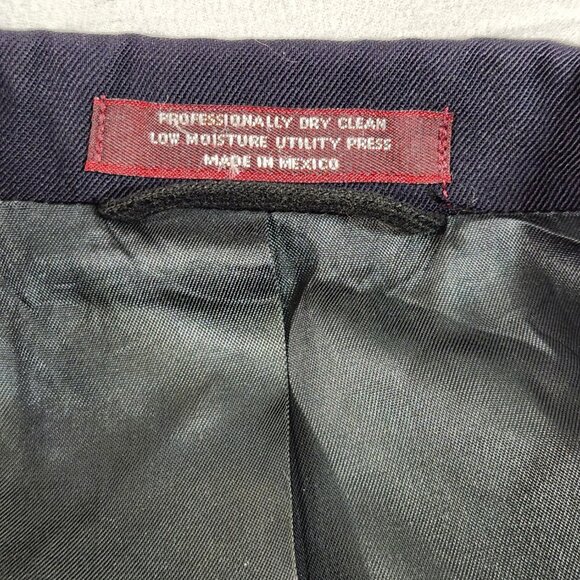 PROFESSIONALLY DRY CLEAN
LOW MOISTURE UTILITY PRESS
MADE IN MEXICO